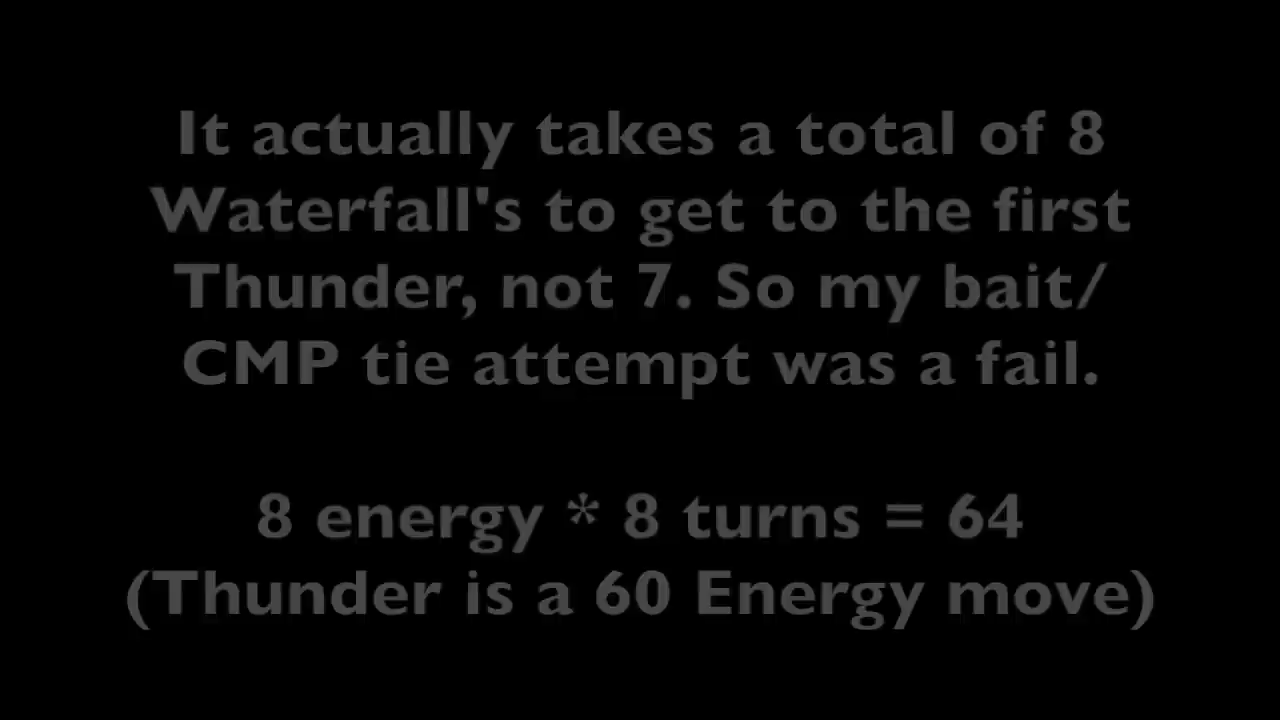 It actually takes a total of 8
Waterfall's to get to the first
Thunder, not 7. So my bait/
CMP tie attempt was a fail.
8 energy * 8 turns = 64
(Thunder is a 60 Energy move)